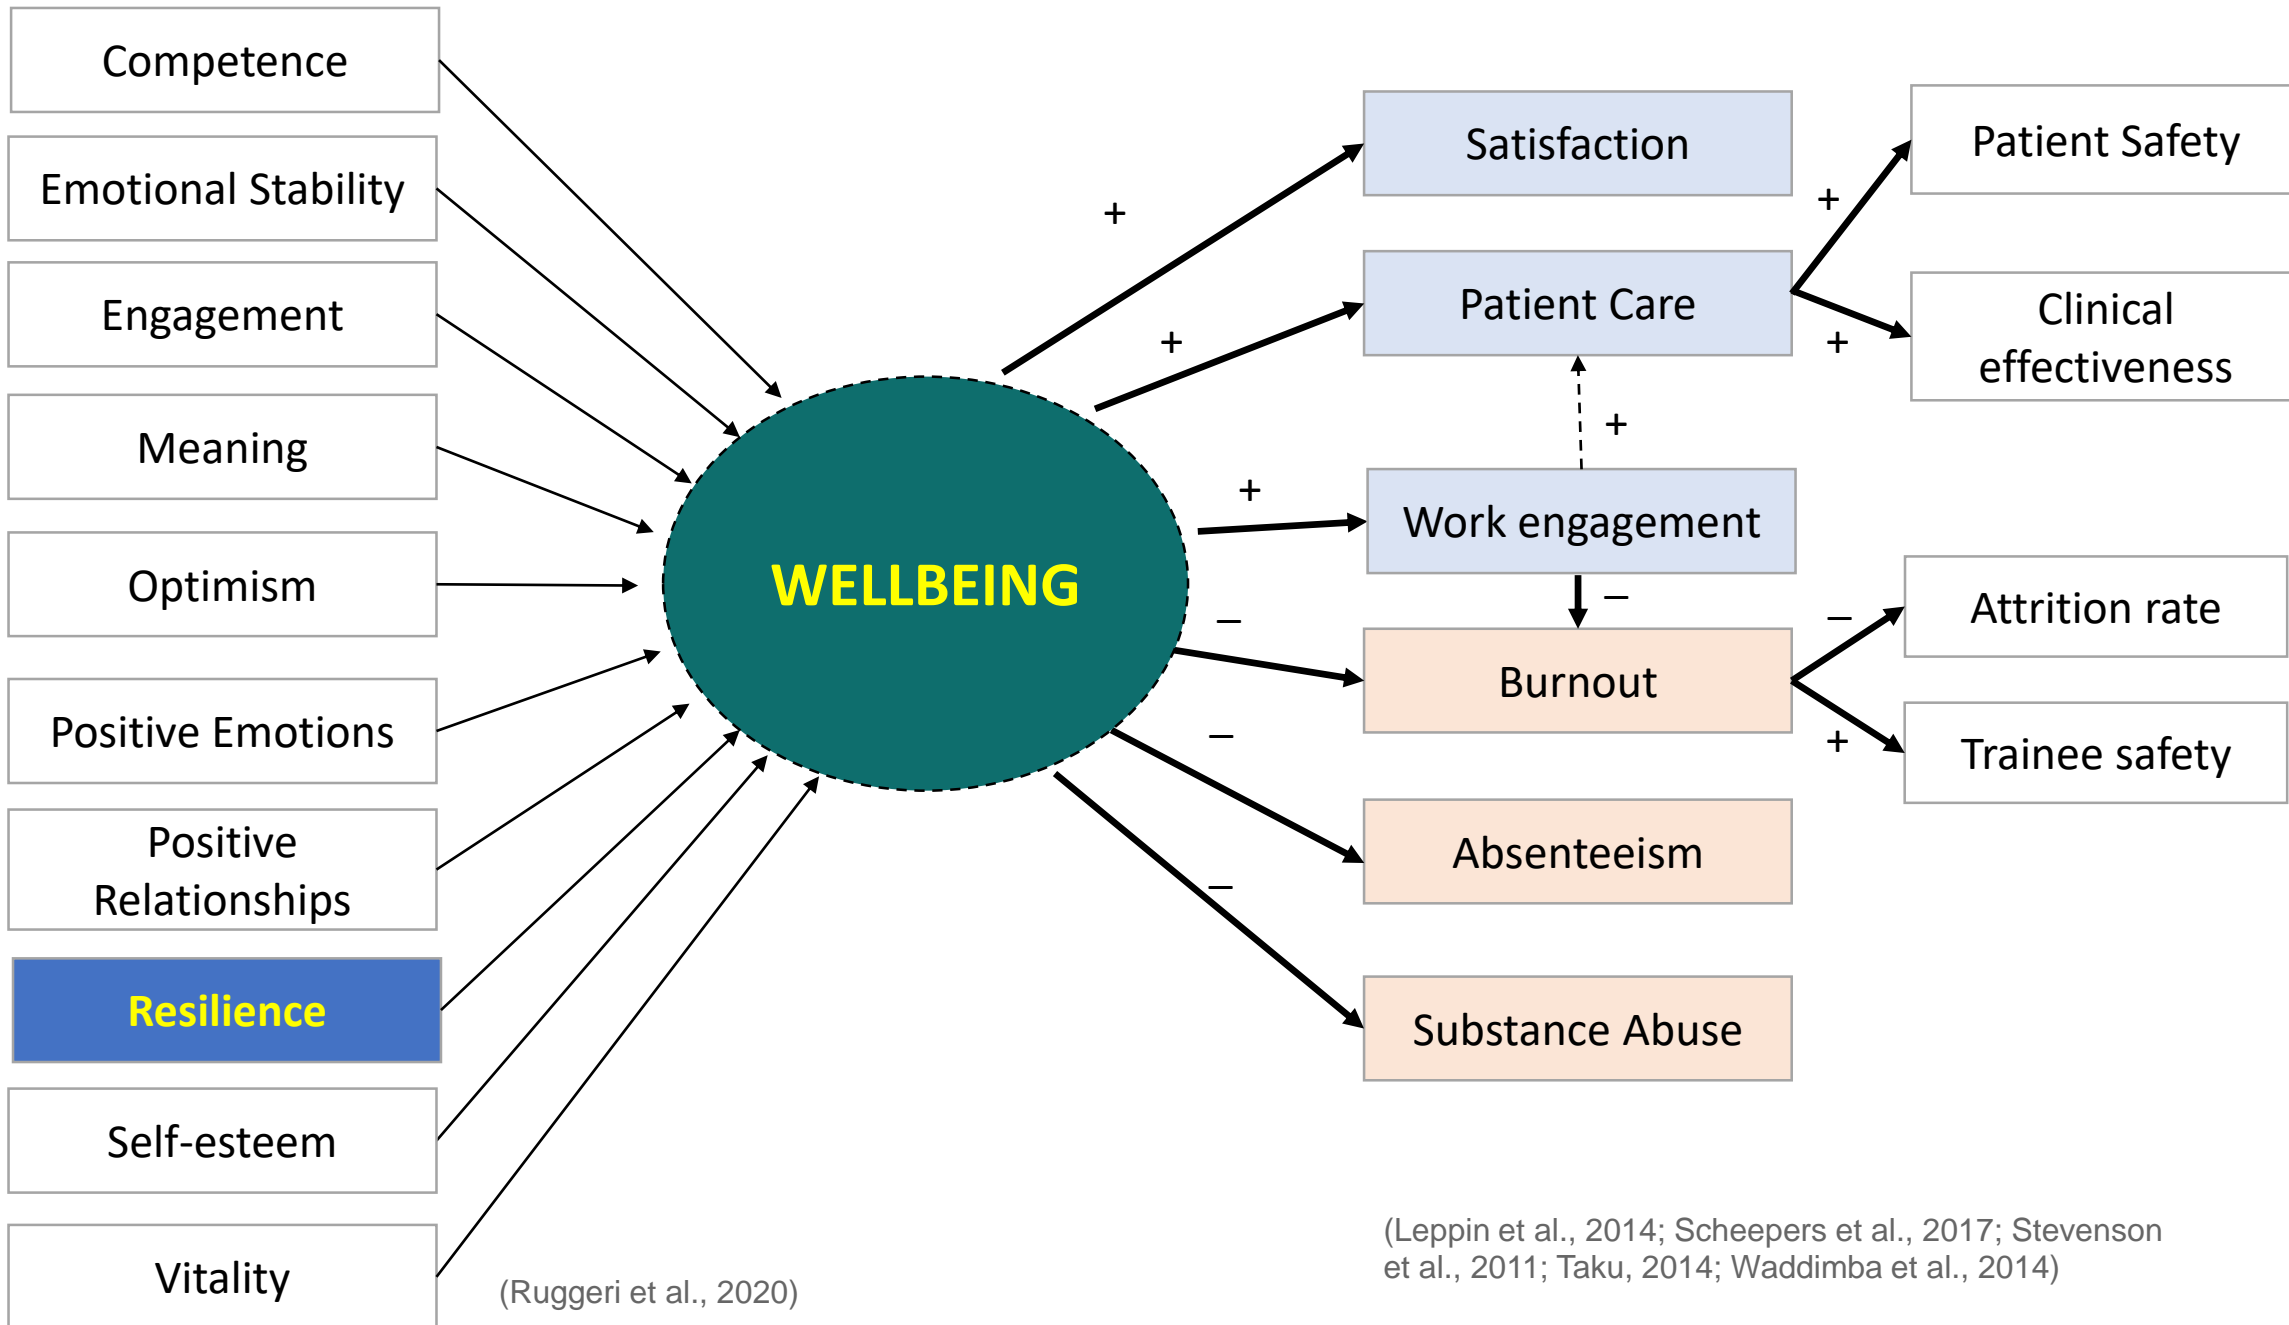 Competence
Emotional Stability
Engagement
Meaning
Optimism
Positive Emotions
Positive
Relationships
Resilience
Self-esteem
Vitality
(Ruggeri et al., 2020)
WELLBEING
+
+
+
–
–
–
Satisfaction
Patient Care
+
Work engagement
–
Burnout
Absenteeism
Substance Abuse
+
+
–
+
Patient Safety
Clinical
effectiveness
Attrition rate
Trainee safety
(Leppin et al., 2014; Scheepers et al., 2017; Stevenson
et al., 2011; Taku, 2014; Waddimba et al., 2014)